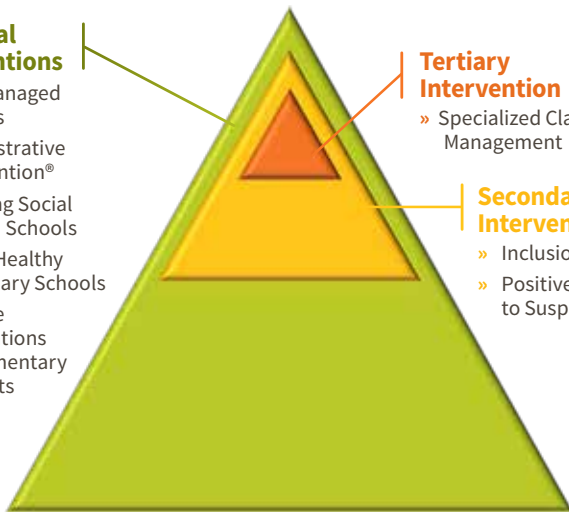 al
ntions
anaged
s
strative
ntion®
ng Social
Schools
Healthy
ary Schools
e
tions
mentary
ts
Tertiary
Intervention
» Specialized Cla
Management
Seconda
Interven
» Inclusio
» Positive
to Susp